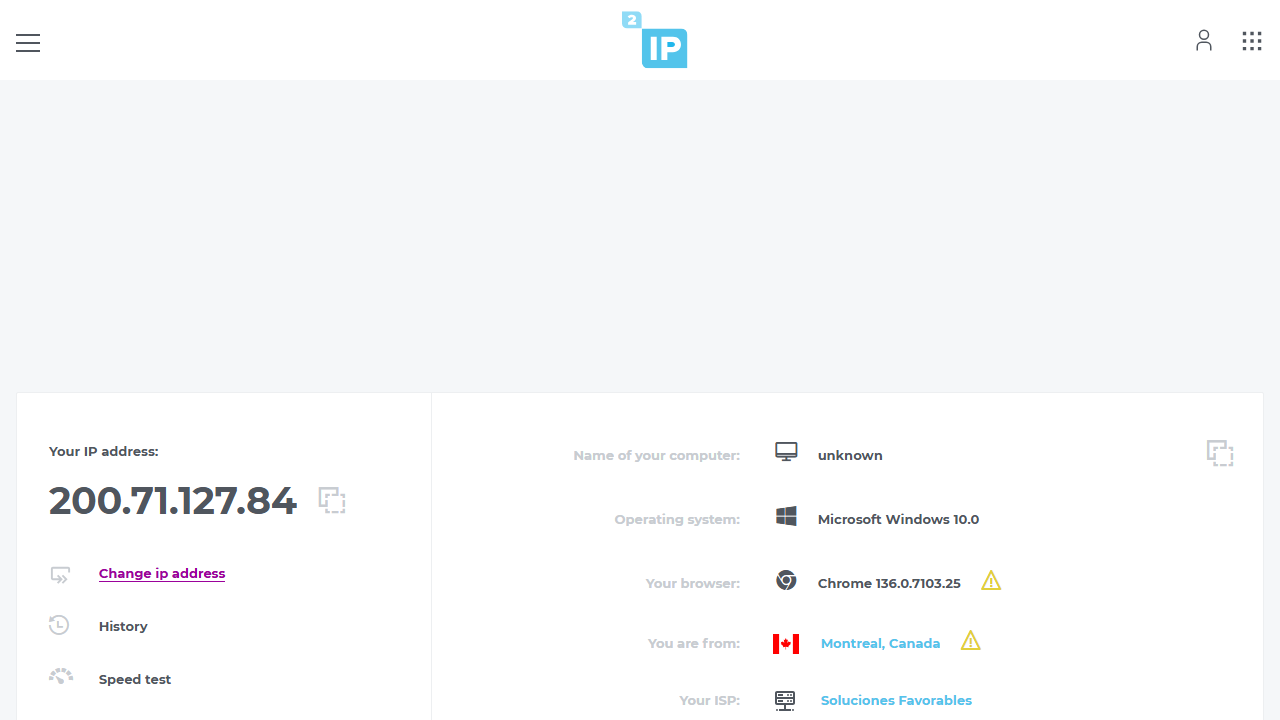 2
IP
Your IP address:
200.71.127.84
Change ip address
History
Speed test
Name of your computer: unknown
Operating system: Microsoft Windows 10.0
Your browser: Chrome 136.0.7103.25
You are from: Montreal, Canada
Your ISP: Soluciones Favorables